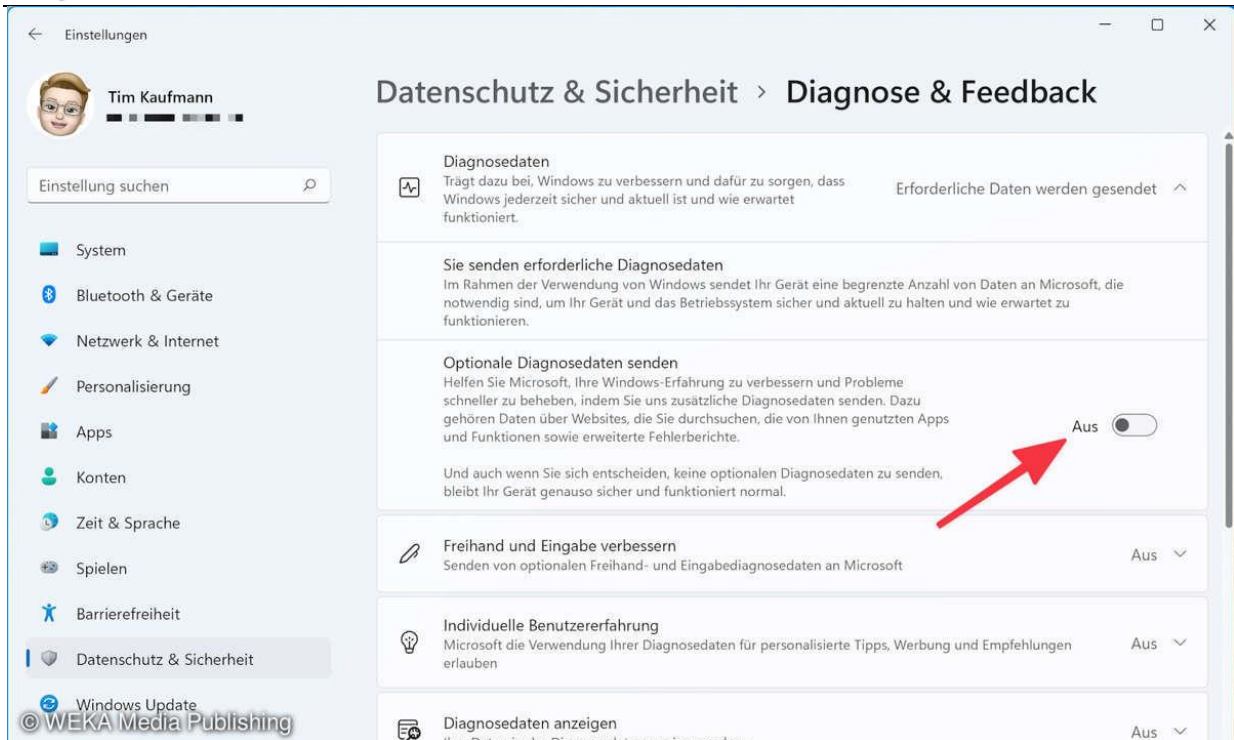 Einstellungen
Tim Kaufmann
Einstellung suchen
System
Bluetooth & Geräte
Netzwerk & Internet
Personalisierung
Apps
Konten
Zeit & Sprache
Spielen
Barrierefreiheit
Datenschutz & Sicherheit
Windows Update
© WEKA Media Publishing
Datenschutz & Sicherheit > Diagnose & Feedback
Diagnosedaten
Trägt dazu bei, Windows zu verbessern und dafür zu sorgen, dass
Windows jederzeit sicher und aktuell ist und wie erwartet
funktioniert.
Erforderliche Daten werden gesendet
Sie senden erforderliche Diagnosedaten
Im Rahmen der Verwendung von Windows sendet Ihr Gerät eine begrenzte Anzahl von Daten an Microsoft, die
notwendig sind, um Ihr Gerät und das Betriebssystem sicher und aktuell zu halten und wie erwartet zu
funktionieren.
Optionale Diagnosedaten senden
Helfen Sie Microsoft, Ihre Windows-Erfahrung zu verbessern und Probleme
schneller zu beheben, indem Sie uns zusätzliche Diagnosedaten senden. Dazu
gehören Daten über Websites, die Sie durchsuchen, die von Ihnen genutzten Apps
und Funktionen sowie erweiterte Fehlerberichte.
Und auch wenn Sie sich entscheiden, keine optionalen Diagnosedaten zu senden,
bleibt Ihr Gerät genauso sicher und funktioniert normal.
Aus
Freihand und Eingabe verbessern
Senden von optionalen Freihand- und Eingabediagnosedaten an Microsoft
Aus
Individuelle Benutzererfahrung
Microsoft die Verwendung Ihrer Diagnosedaten für personalisierte Tipps, Werbung und Empfehlungen
erlauben
Aus
Diagnosedaten anzeigen
Aus